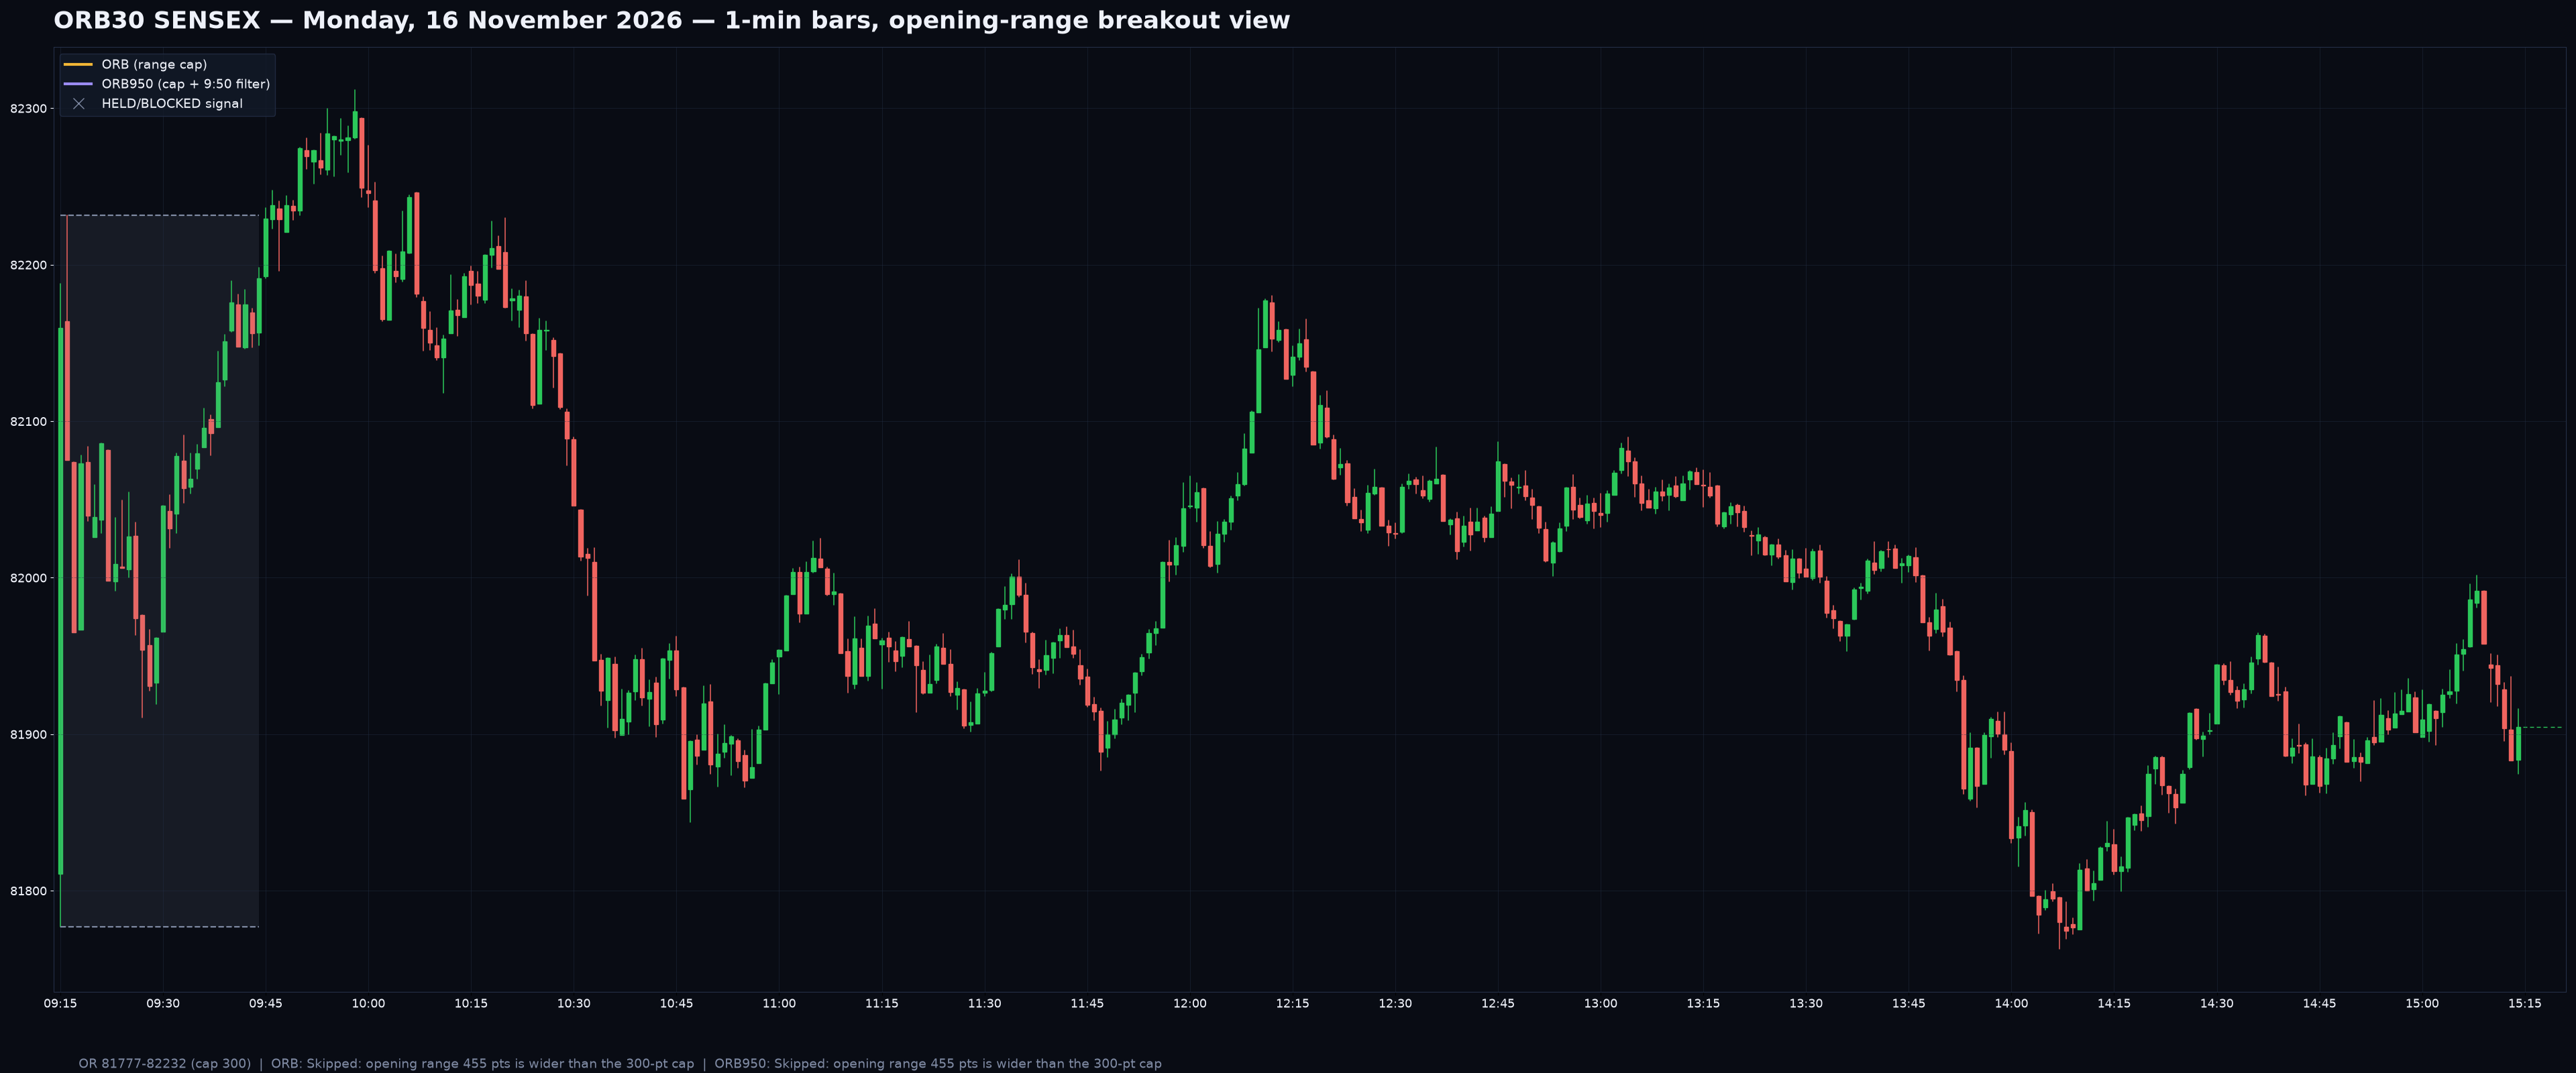 ORB30 SENSEX — Monday, 16 November 2026 — 1-min bars, opening-range breakout view
ORB (range cap)
ORB950 (cap + 9:50 filter)
HELD/BLOCKED signal
82300
82200
82100
82000
81900
81800
09:15 09:30 09:45 10:00 10:15 10:30 10:45 11:00 11:15 11:30 11:45 12:00 12:15 12:30 12:45 13:00 13:15 13:30 13:45 14:00 14:15 14:30 14:45 15:00 15:15
OR 81777-82232 (cap 300) | ORB: Skipped: opening range 455 pts is wider than the 300-pt cap | ORB950: Skipped: opening range 455 pts is wider than the 300-pt cap